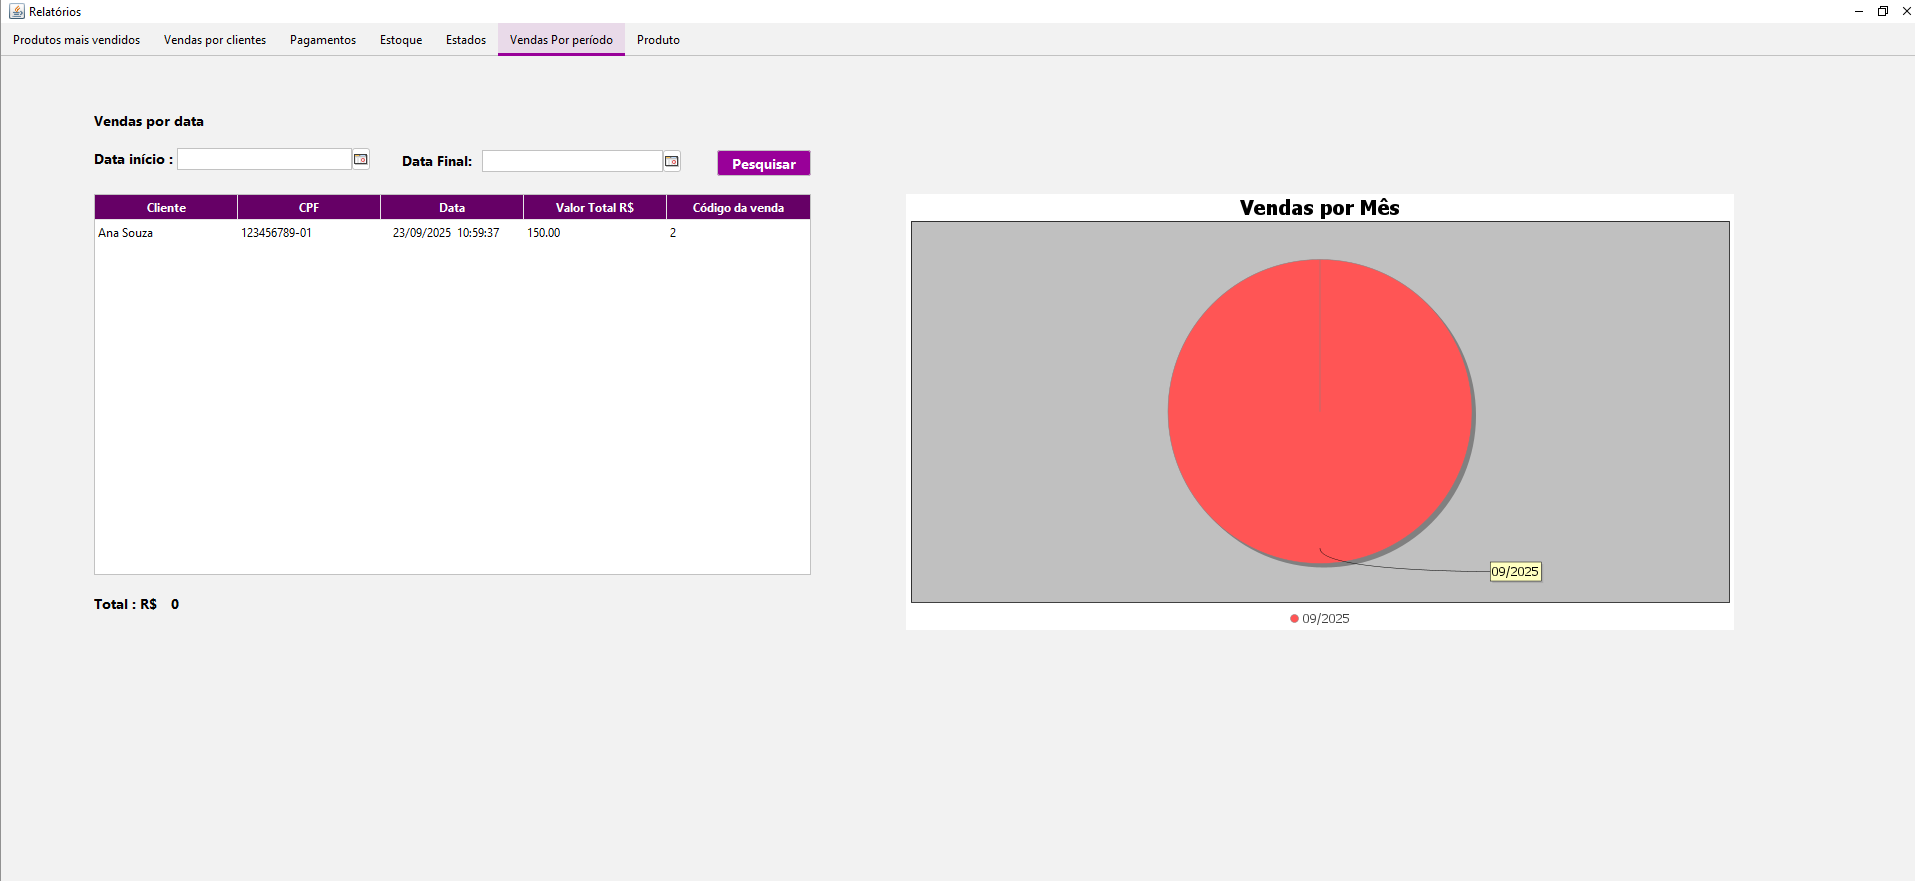 Relatórios
Produtos mais vendidos Vendas por clientes Pagamentos Estoque Estados Vendas Por período Produto
Vendas por data
Data início : Data Final: Pesquisar
Cliente CPF Data Valor Total R$ Código da venda
Ana Souza 123456789-01 23/09/2025 10:59:37 150.00 2
Total : R$ 0
Vendas por Mês
09/2025
09/2025